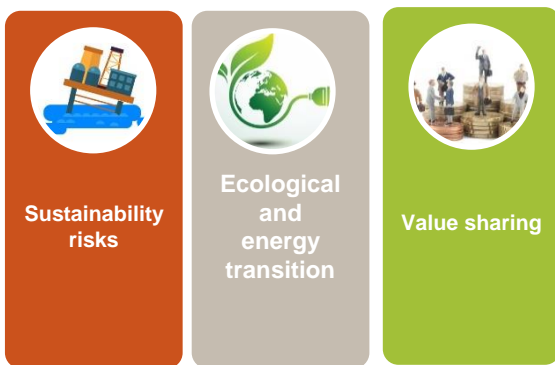 Sustainability
risks
Ecological
and
energy
transition
Value sharing